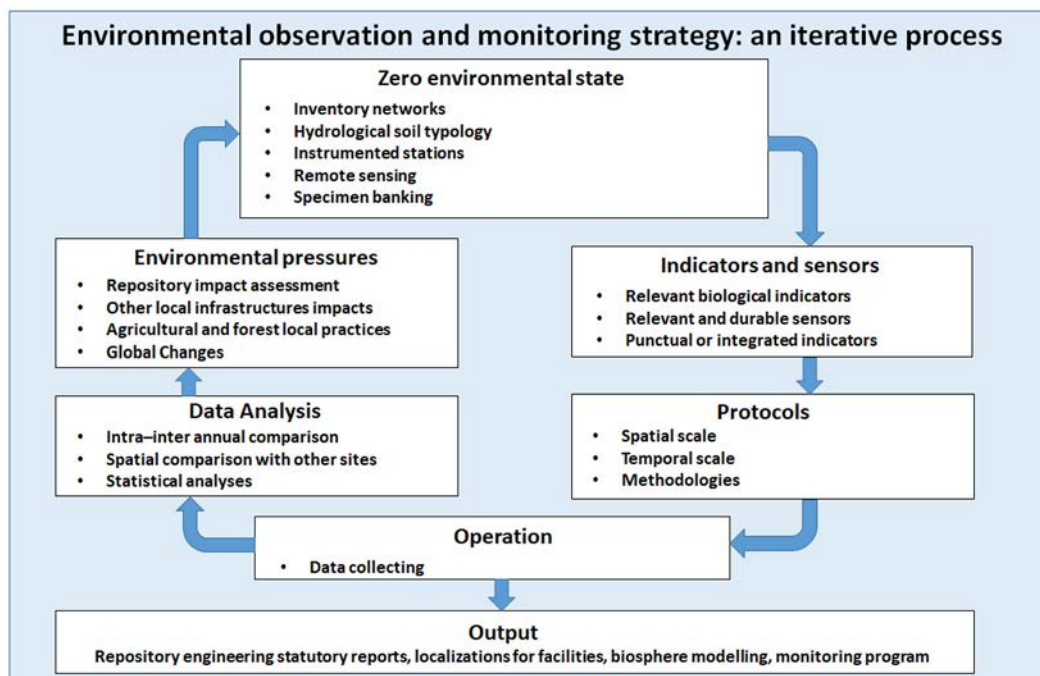 Environmental observation and monitoring strategy: an iterative process
Zero environmental state
• Inventory networks
• Hydrological soil typology
• Instrumented stations
• Remote sensing
• Specimen banking
Environmental pressures
• Repository impact assessment
• Other local infrastructures impacts
• Agricultural and forest local practices
• Global Changes
Indicators and sensors
• Relevant biological indicators
• Relevant and durable sensors
• Punctual or integrated indicators
Data Analysis
• Intra–inter annual comparison
• Spatial comparison with other sites
• Statistical analyses
Protocols
• Spatial scale
• Temporal scale
• Methodologies
Operation
• Data collecting
Output
Repository engineering statutory reports, localizations for facilities, biosphere modelling, monitoring program